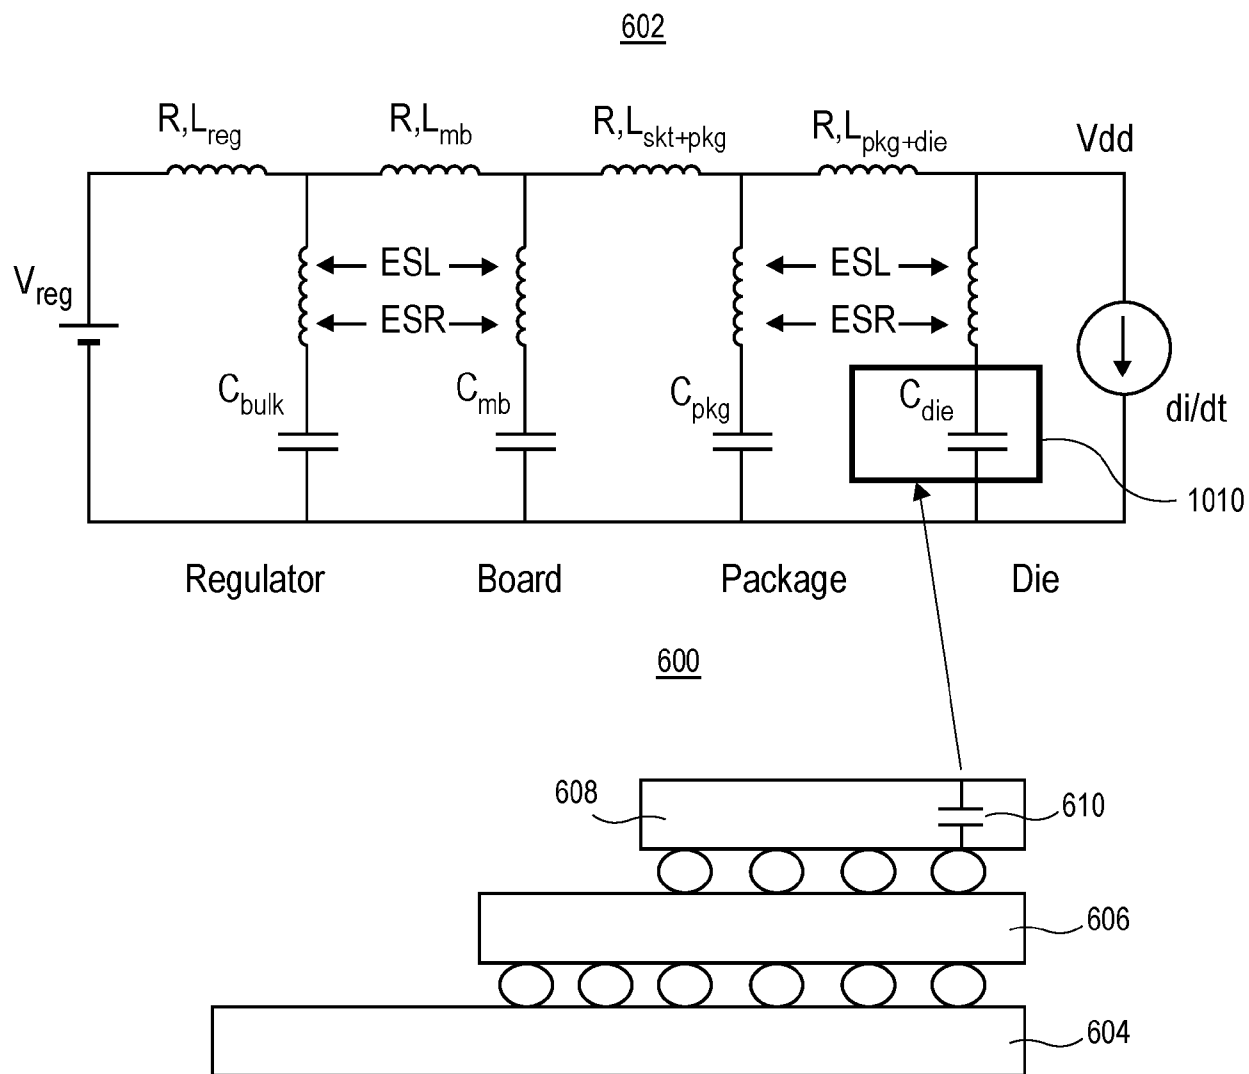 602
R,Lreg R,Lmb R,Lskt+pkg R,Lpkg+die Vdd
ESL ESL
Vreg
ESR ESR
Cbulk Cmb Cpkg Cdie di/dt
1010
Regulator Board Package Die
600
608 610
606
604